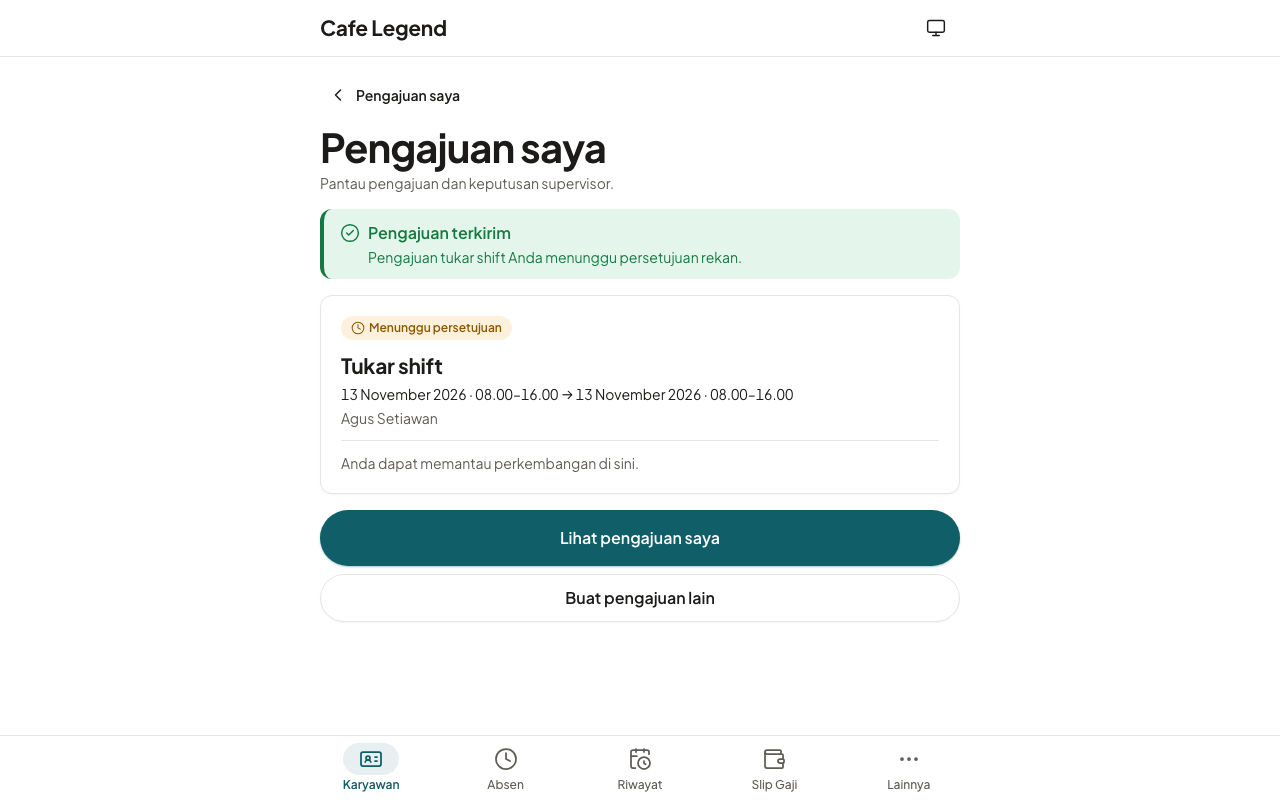 Cafe Legend
Pengajuan saya
Pengajuan saya
Pantau pengajuan dan keputusan supervisor.
Pengajuan terkirim
Pengajuan tukar shift Anda menunggu persetujuan rekan.
Menunggu persetujuan
Tukar shift
13 November 2026 · 08.00–16.00 → 13 November 2026 · 08.00–16.00
Agus Setiawan
Anda dapat memantau perkembangan di sini.
Lihat pengajuan saya
Buat pengajuan lain
Karyawan
Absen
Riwayat
Slip Gaji
Lainnya